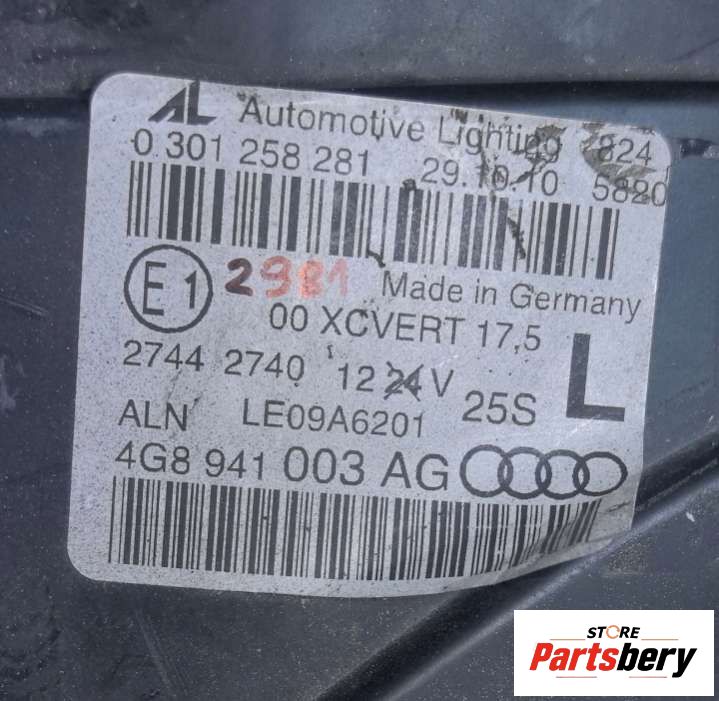 AL Automotive Lighting 824
0 301 258 281 29.10.10 5820
E1 2981 Made in Germany
00 XCVERT 17,5
2744 2740 12 24 V 25S L
ALN LE09A6201
4G8 941 003 AG
STORE
Partsbery